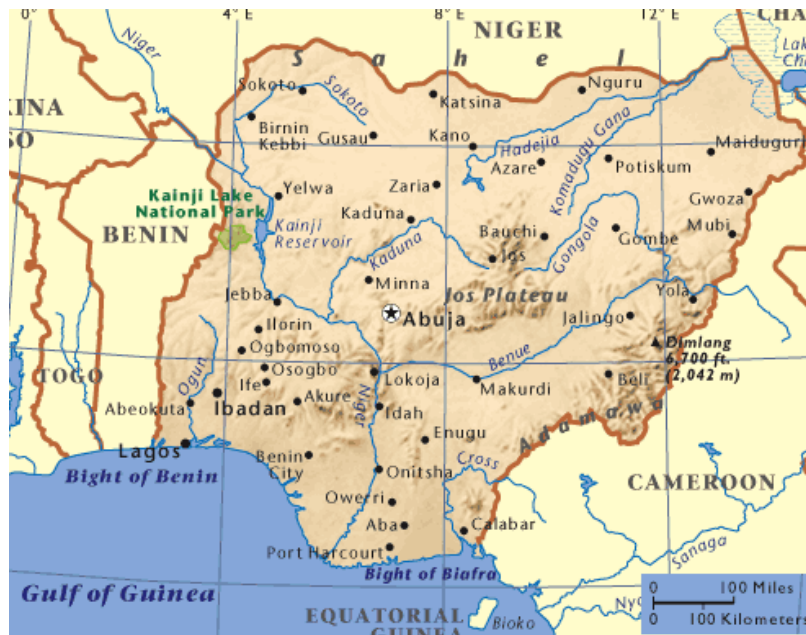 0°
4°E
8°E
12°E
NIGER
CHA
Lake
Cha
Niger
Sahel
KINA
SO
Sokoto
Sokoto
Katsina
Nguru
Birnin
Kebbi
Gusau
Kano
Hadejia
Komadugu Gana
Maiduguri
Azare
Potiskum
Kainji Lake
National Park
Yelwa
Zaria
Gwoza
BENIN
Kainji
Reservoir
Kaduna
Kaduna
Bauchi
Gongola
Gombe
Mubi
Jos
Minna
Jos Plateau
Yola
Jebba
Abuja
Jalingo
Ilorin
Ogbomoso
Dimlang
6,700 ft.
(2,042 m)
TOGO
Ogun
Osogbo
Ife
Lokoja
Benue
Makurdi
Beli
Abeokuta
Ibadan
Akure
Niger
Idah
Adamawa
Lagos
Enugu
Bight of Benin
Benin
City
Onitsha
Cross
CAMEROON
Owerri
Aba
Calabar
Port Harcourt
Sanaga
Bight of Biafra
Gulf of Guinea
EQUATORIAL
GUINEA
Bioko
Ny
0 100 Miles
0 100 Kilometers